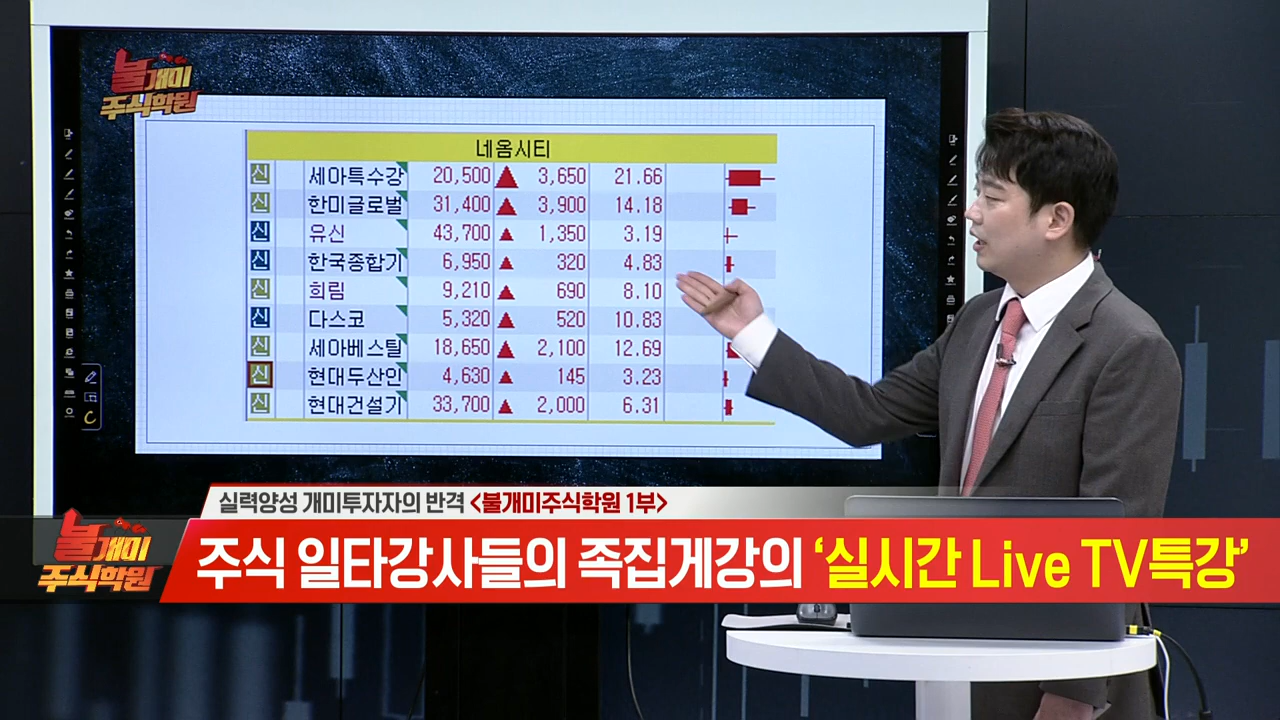 불개미
주식학원
네옴시티
신 세아특수강 20,500 ▲ 3,650 21.66
신 한미글로벌 31,400 ▲ 3,900 14.18
신 유신 43,700 ▲ 1,350 3.19
신 한국종합기 6,950 ▲ 320 4.83
신 희림 9,210 ▲ 690 8.10
신 다스코 5,320 ▲ 520 10.83
신 세아베스틸 18,650 ▲ 2,100 12.69
신 현대두산인 4,630 ▲ 145 3.23
신 현대건설기 33,700 ▲ 2,000 6.31
실력양성 개미투자자의 반격 <불개미주식학원 1부>
불개미
주식학원
주식 일타강사들의 족집게강의 ‘실시간 Live TV특강’